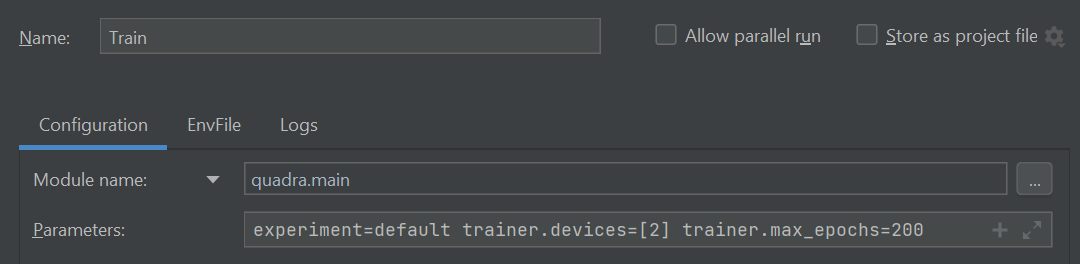 Name: Train Allow parallel run Store as project file
Configuration EnvFile Logs
Module name: quadra.main ...
Parameters: experiment=default trainer.devices=[2] trainer.max_epochs=200